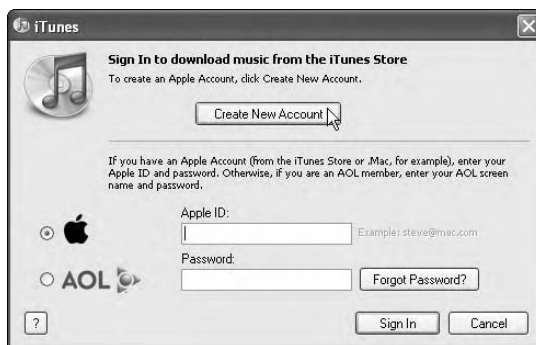 iTunes
Sign In to download music from the iTunes Store
To create an Apple Account, click Create New Account.
Create New Account
If you have an Apple Account (from the iTunes Store or .Mac, for example), enter your
Apple ID and password. Otherwise, if you are an AOL member, enter your AOL screen
name and password.
Apple ID:
Example: steve@mac.com
Password:
AOL
Forgot Password?
?
Sign In
Cancel